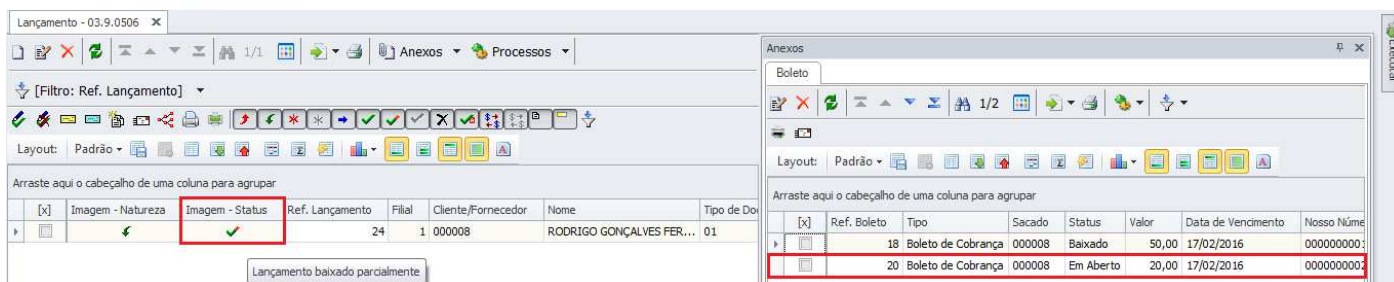 Lançamento - 03.9.0506
1/1 Anexos Processos
[Filtro: Ref. Lançamento]
Layout: Padrão
Arraste aqui o cabeçalho de uma coluna para agrupar
[x] Imagem - Natureza Imagem - Status Ref. Lançamento Filial Cliente/Fornecedor Nome Tipo de Do
24 1 000008 RODRIGO GONÇALVES FER... 01
Lançamento baixado parcialmente
Anexos
Boleto
1/2
Layout: Padrão
Arraste aqui o cabeçalho de uma coluna para agrupar
[x] Ref. Boleto Tipo Sacado Status Valor Data de Vencimento Nosso Núme
18 Boleto de Cobrança 000008 Baixado 50,00 17/02/2016 0000000001
20 Boleto de Cobrança 000008 Em Aberto 20,00 17/02/2016 0000000002